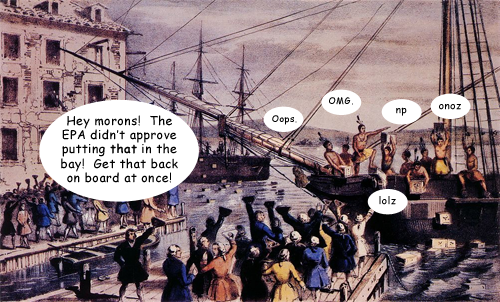 Hey morons! The
EPA didn't approve
putting that in the
bay! Get that back
on board at once!
Oops.
OMG.
np
onoz
lolz